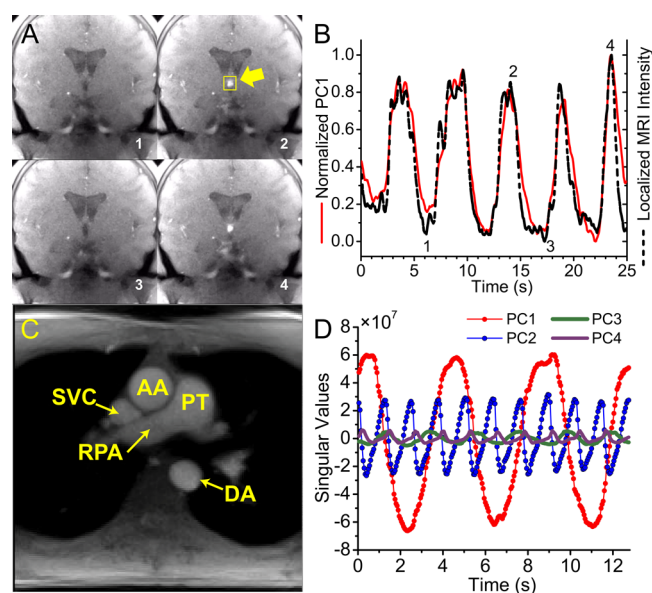 A
1
2
3
4
B
Normalized PC1
1.0
0.8
0.6
0.4
0.2
0.0
0 5 10 15 20 25
Time (s)
Localized MRI Intensity
1
2
3
4
C
AA
PT
SVC
RPA
DA
D
×10⁷
PC1 PC3
PC2 PC4
Singular Values
8
6
4
2
0
-2
-4
-6
-8
0 2 4 6 8 10 12
Time (s)